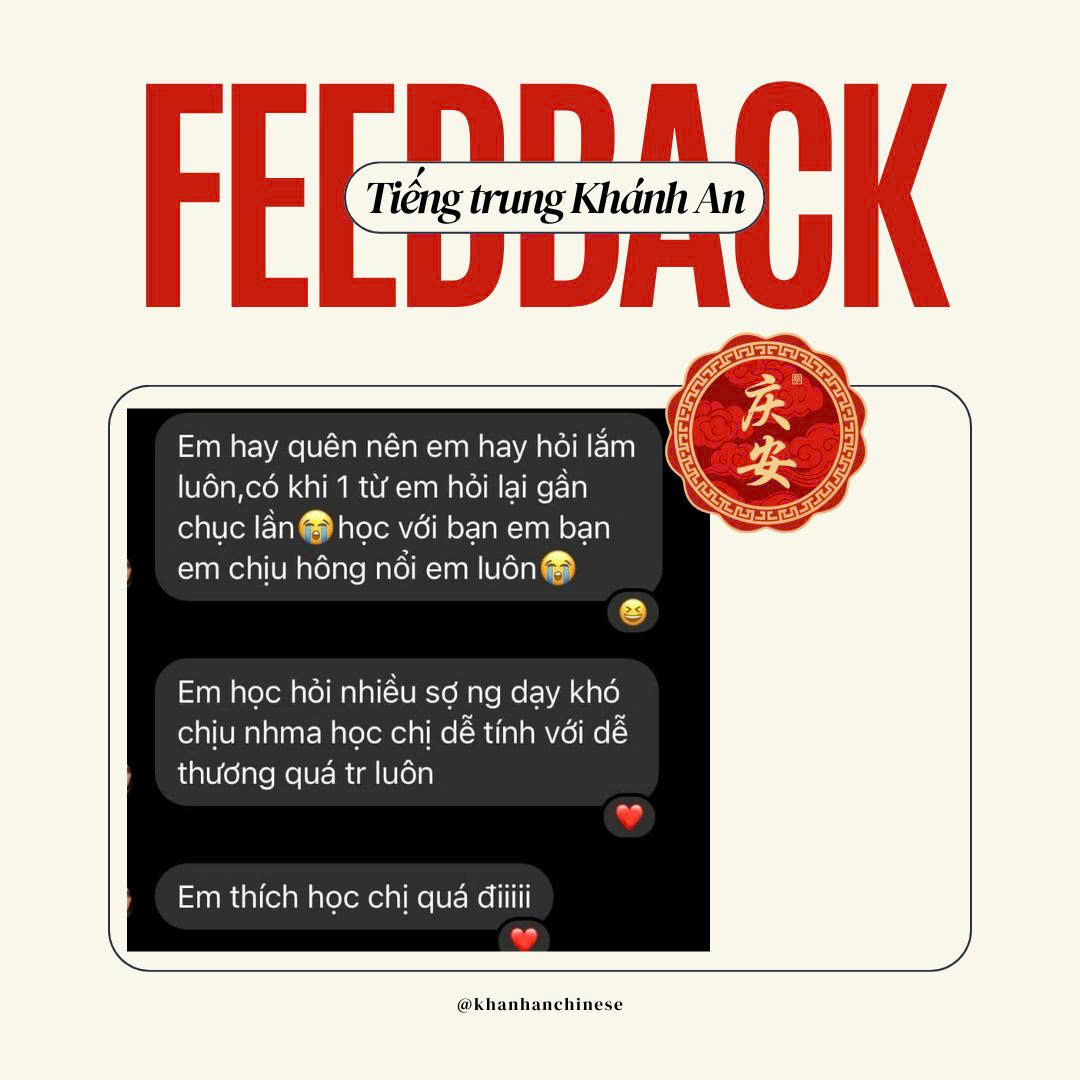 FEEDBACK
Tiếng trung Khánh An
庆
安
Em hay quên nên em hay hỏi lắm
luôn,có khi 1 từ em hỏi lại gần
chục lần😭học với bạn em bạn
em chịu hông nổi em luôn😭
Em học hỏi nhiều sợ ng dạy khó
chịu nhma học chị dễ tính với dễ
thương quá tr luôn
Em thích học chị quá điiiii
@khanhanchinese